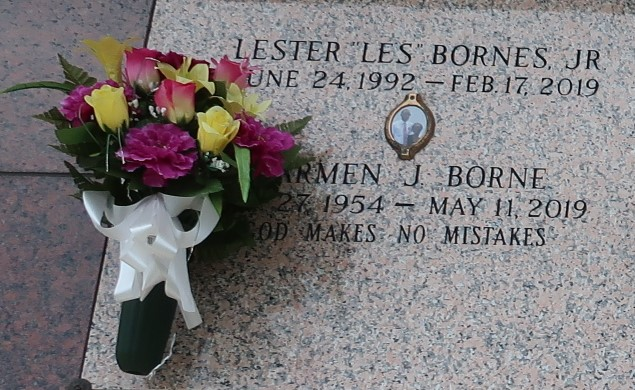 LESTER "LES" BORNES, JR
UNE 24, 1992 – FEB. 17, 2019
ARMEN J BORNE
27, 1954 – MAY 11, 2019
OD MAKES NO MISTAKES